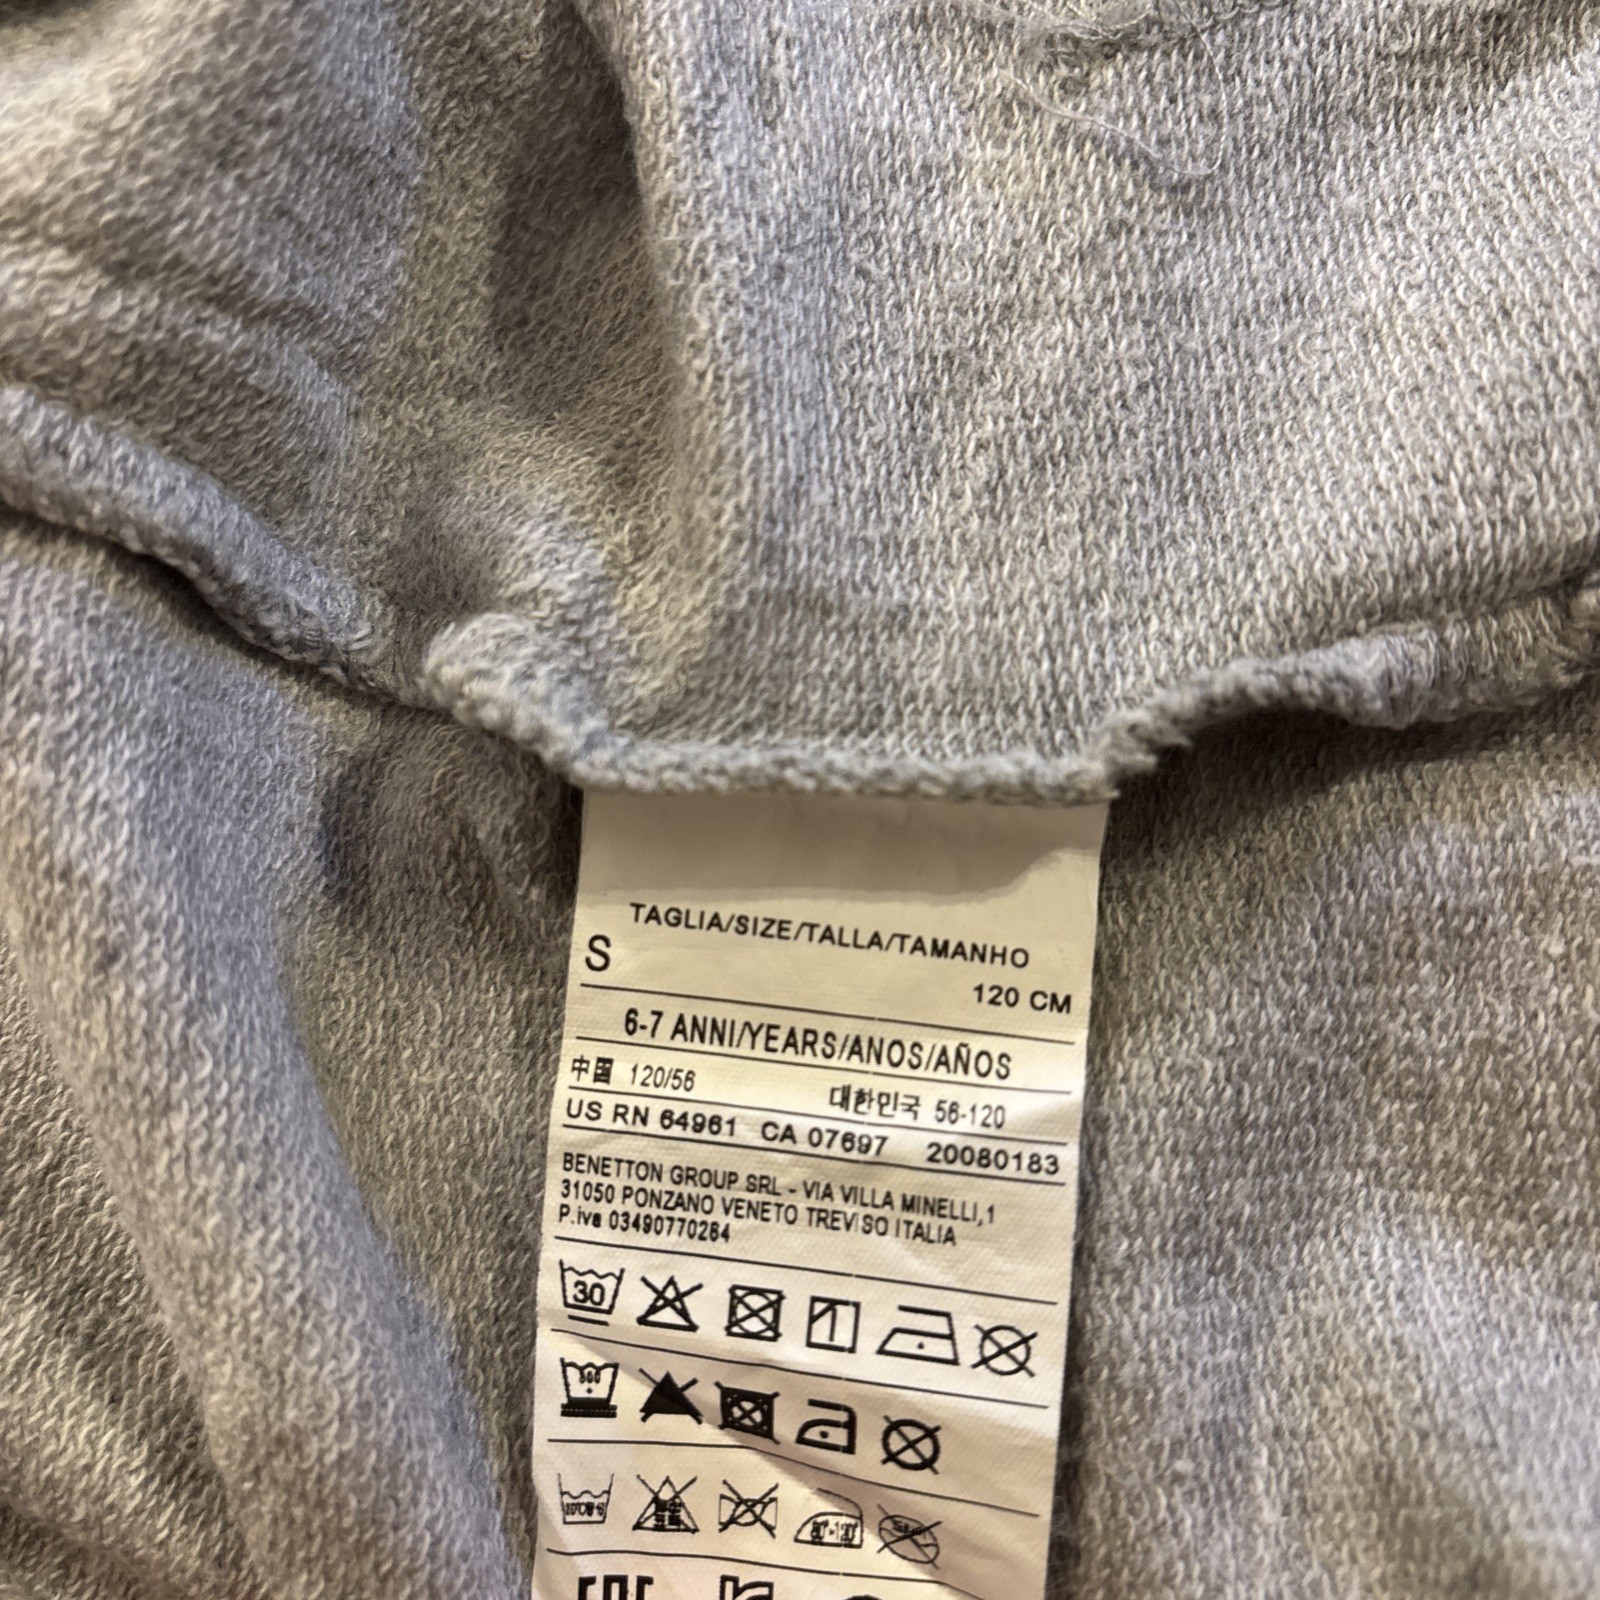 TAGLIA/SIZE/TALLA/TAMANHO
S
120 CM
6-7 ANNI/YEARS/ANOS/AÑOS
中国 120/56 대한민국 56-120
US RN 64961 CA 07697 20080183
BENETTON GROUP SRL - VIA VILLA MINELLI,1
31050 PONZANO VENETO TREVISO ITALIA
P.iva 03490770264
30